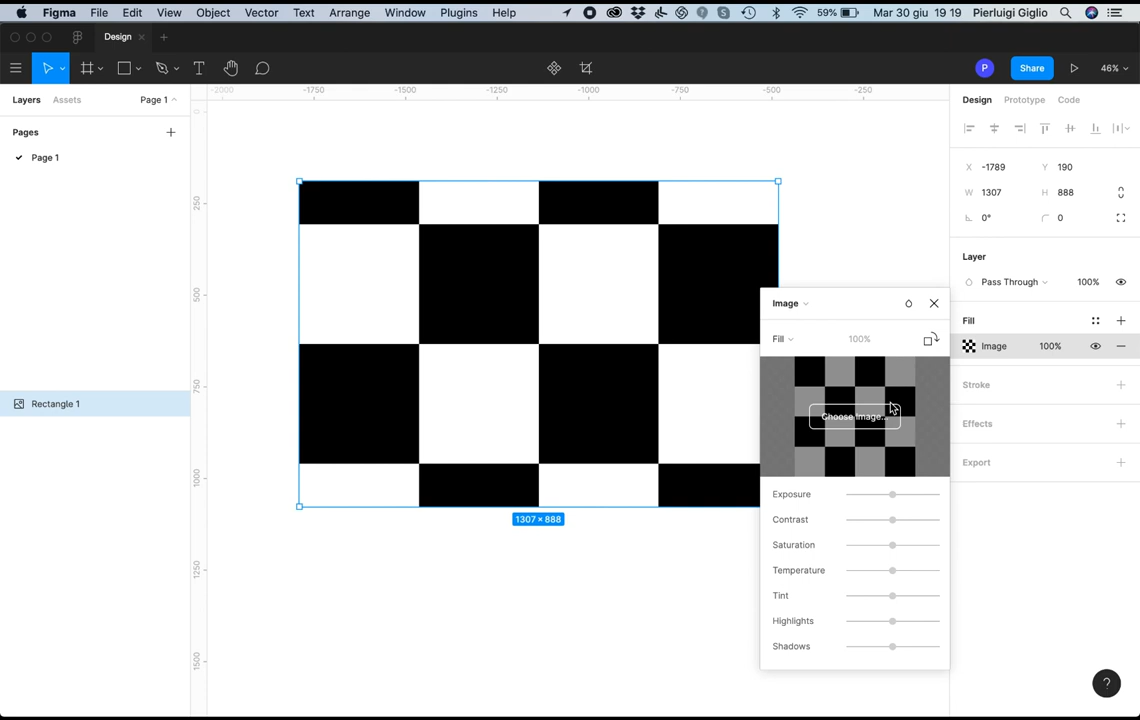 Figma File Edit View Object Vector Text Arrange Window Plugins Help 59% Mar 30 giu 19 19 Pierluigi Giglio
Design
P Share 46%
Layers Assets Page 1
Pages
Page 1
Rectangle 1
-2000 -1750 -1500 -1250 -1000 -750 -500 -250
250
500
750
1000
1250
1500
1307 × 888
Image
Fill 100%
Choose Image...
Exposure
Contrast
Saturation
Temperature
Tint
Highlights
Shadows
Design Prototype Code
X -1789 Y 190
W 1307 H 888
0° 0
Layer
Pass Through 100%
Fill
Image 100%
Stroke
Effects
Export
?